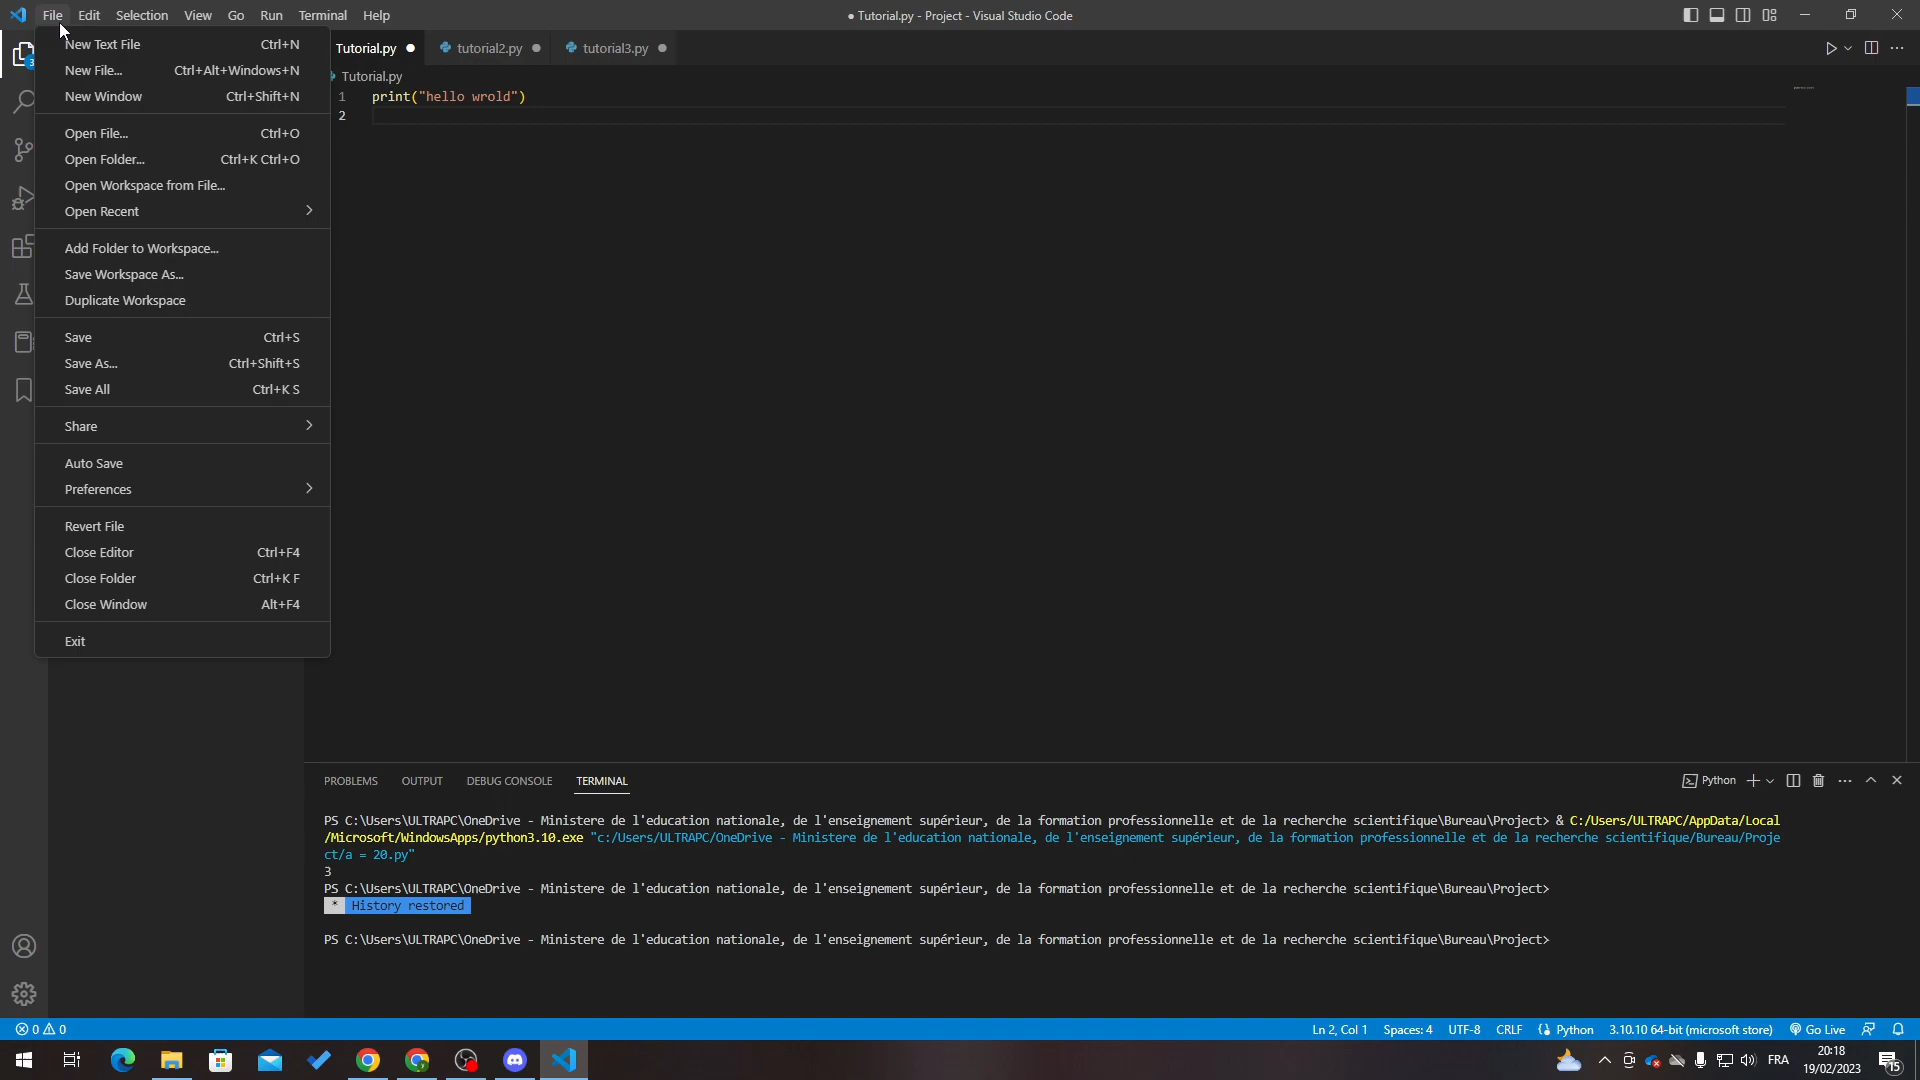 File Edit Selection View Go Run Terminal Help
● Tutorial.py - Project - Visual Studio Code
New Text File Ctrl+N
New File... Ctrl+Alt+Windows+N
New Window Ctrl+Shift+N
Open File... Ctrl+O
Open Folder... Ctrl+K Ctrl+O
Open Workspace from File...
Open Recent
Add Folder to Workspace...
Save Workspace As...
Duplicate Workspace
Save Ctrl+S
Save As... Ctrl+Shift+S
Save All Ctrl+K S
Share
Auto Save
Preferences
Revert File
Close Editor Ctrl+F4
Close Folder Ctrl+K F
Close Window Alt+F4
Exit
3
Tutorial.py tutorial2.py tutorial3.py
Tutorial.py
1 print("hello wrold")
2
PROBLEMS OUTPUT DEBUG CONSOLE TERMINAL
Python
PS C:\Users\ULTRAPC\OneDrive - Ministere de l'education nationale, de l'enseignement supérieur, de la formation professionnelle et de la recherche scientifique\Bureau\Project> & C:/Users/ULTRAPC/AppData/Local
/Microsoft/WindowsApps/python3.10.exe "c:/Users/ULTRAPC/OneDrive - Ministere de l'education nationale, de l'enseignement supérieur, de la formation professionnelle et de la recherche scientifique/Bureau/Proje
ct/a = 20.py"
3
PS C:\Users\ULTRAPC\OneDrive - Ministere de l'education nationale, de l'enseignement supérieur, de la formation professionnelle et de la recherche scientifique\Bureau\Project>
* History restored
PS C:\Users\ULTRAPC\OneDrive - Ministere de l'education nationale, de l'enseignement supérieur, de la formation professionnelle et de la recherche scientifique\Bureau\Project>
0 0
Ln 2, Col 1 Spaces: 4 UTF-8 CRLF Python 3.10.10 64-bit (microsoft store) Go Live
FRA
20:18
19/02/2023
15